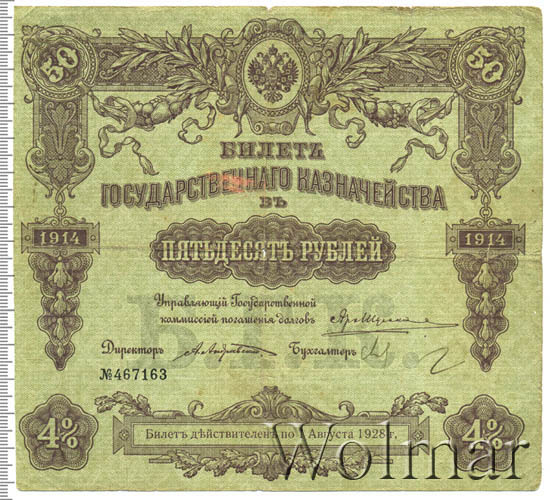 50 50
БИЛЕТЪ
ГОСУДАРСТВЕННАГО КАЗНАЧЕЙСТВА
ВЪ
1914 1914
ПЯТЬДЕСЯТЪ РУБЛЕЙ
Управляющій Государственной
коммиссіей погашенія долговъ
Директоръ Бухгалтеръ
№467163
4% 4%
Билетъ дѣйствителенъ по 1 Августа 1928 г.
Wolmar